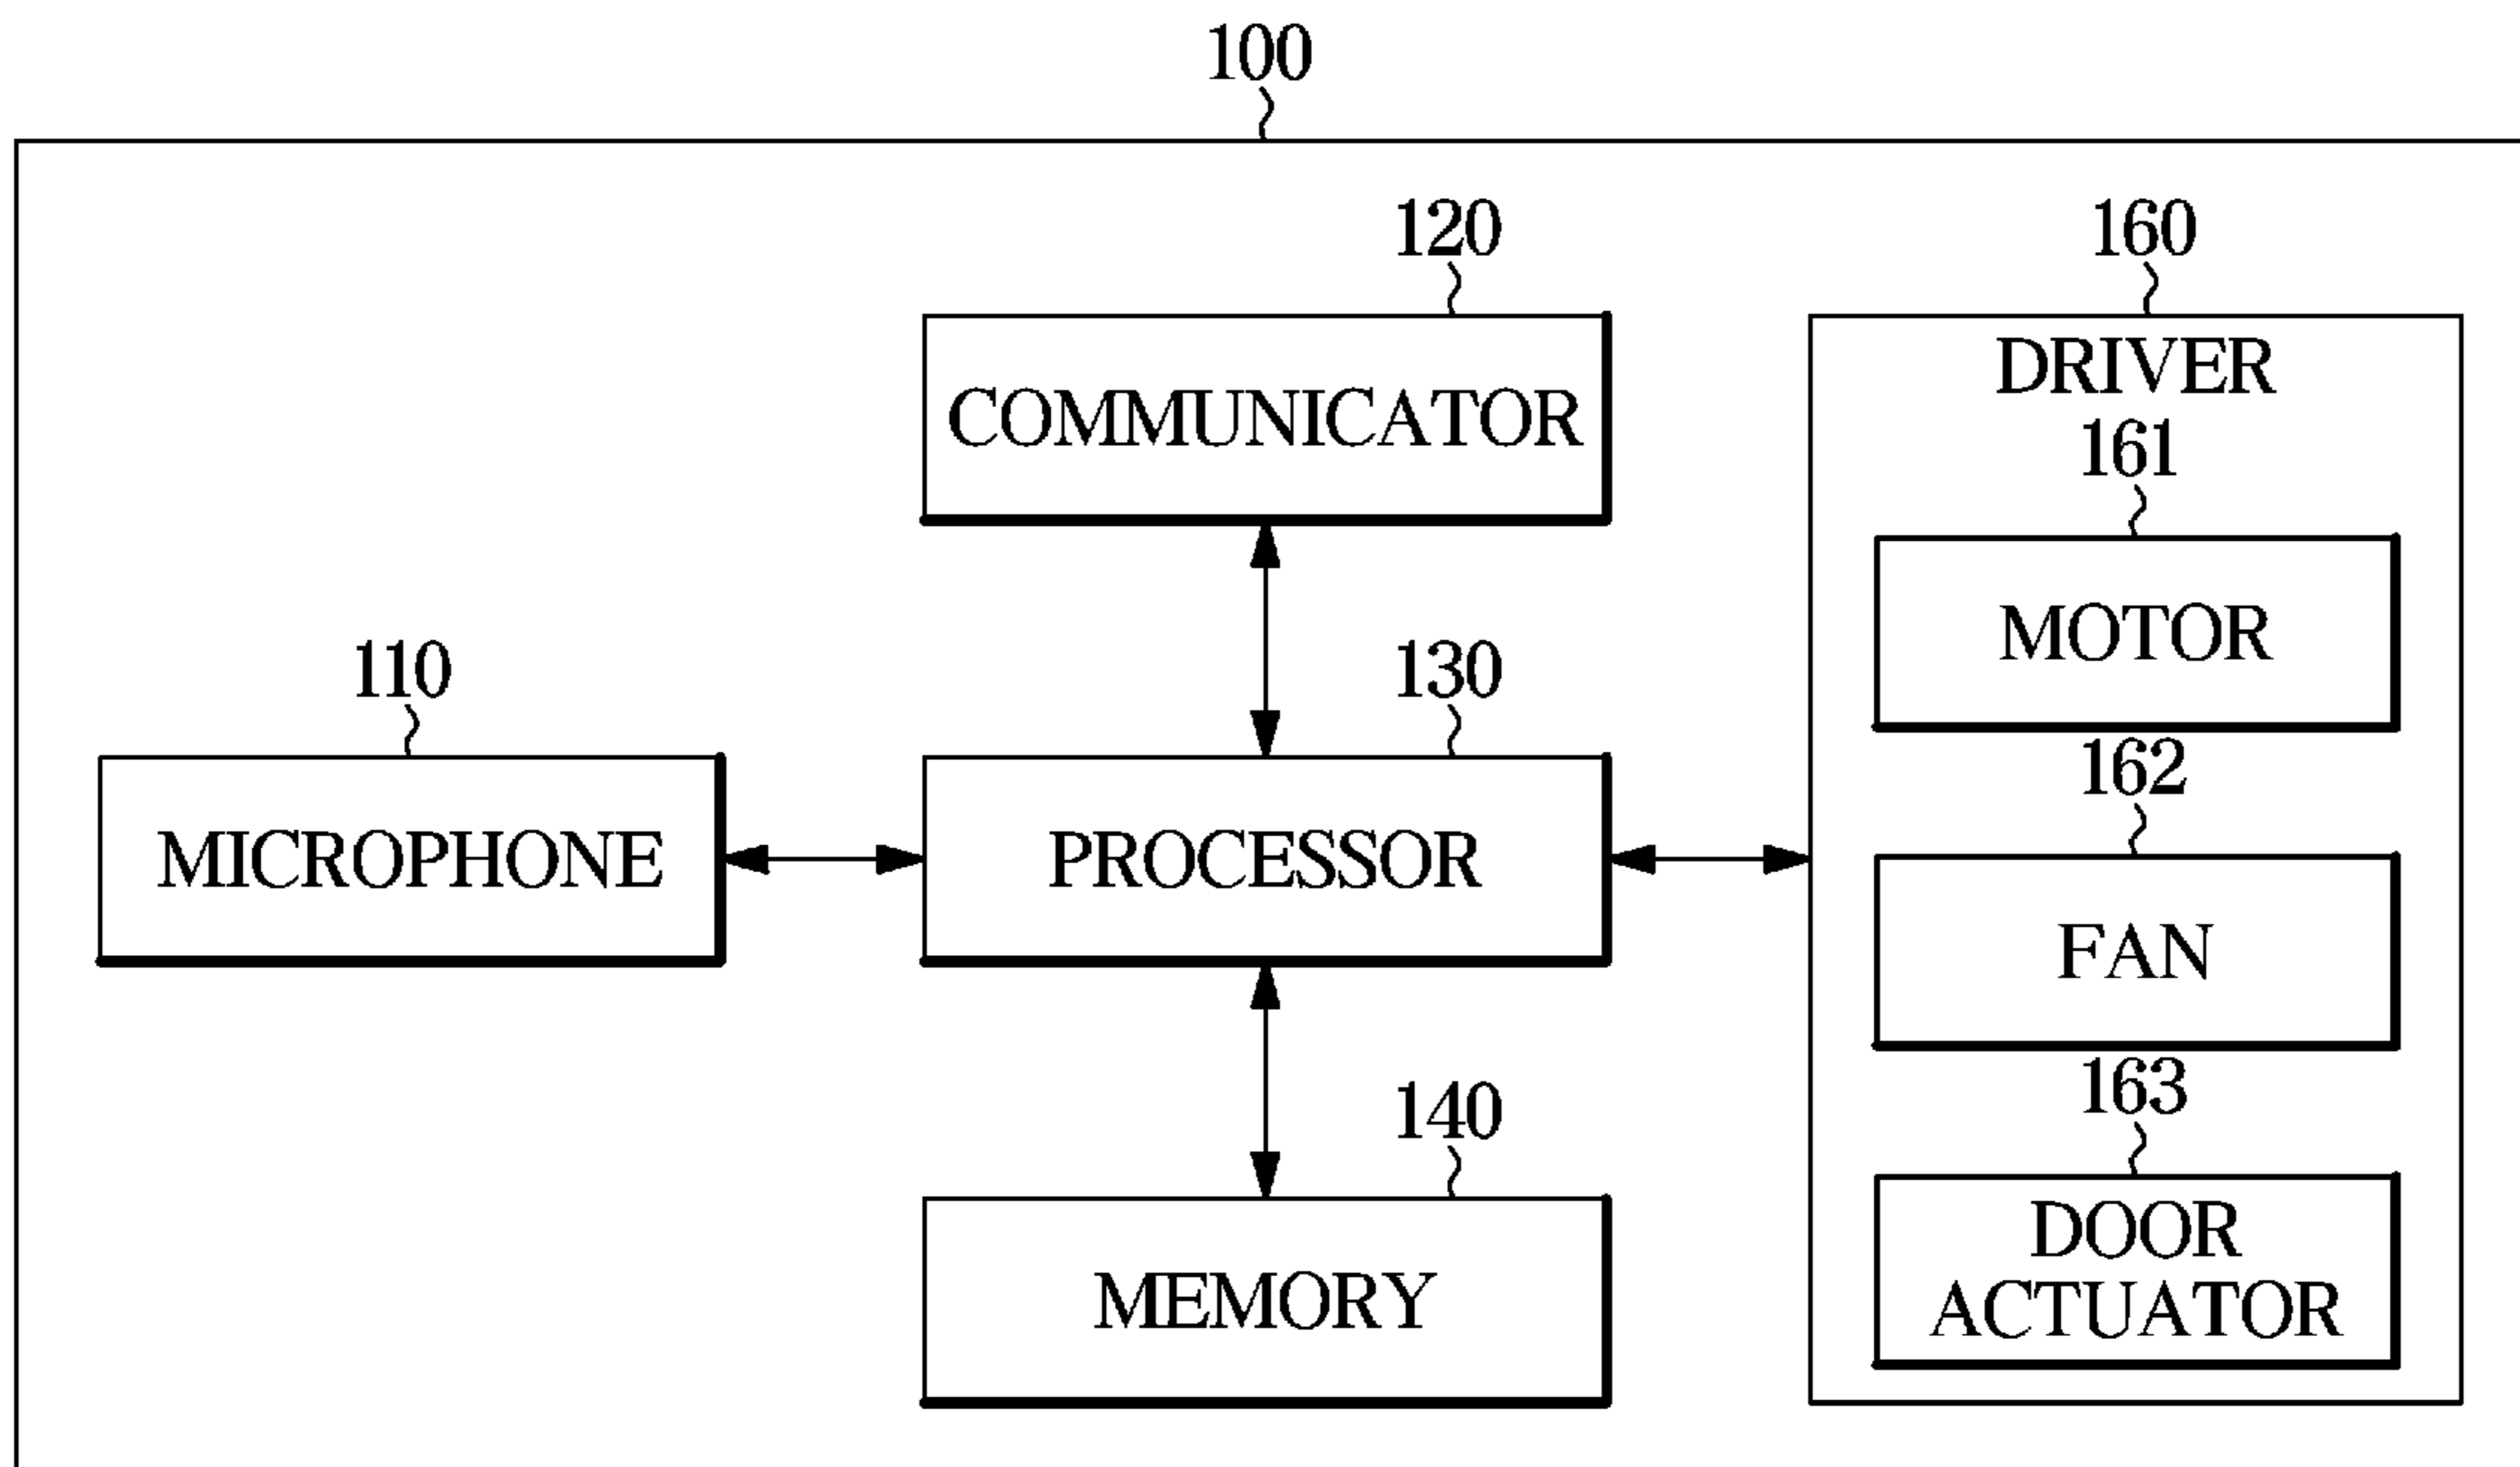 100
120
160
COMMUNICATOR
DRIVER
161
MOTOR
110
130
162
MICROPHONE
PROCESSOR
FAN
140
163
MEMORY
DOOR
ACTUATOR